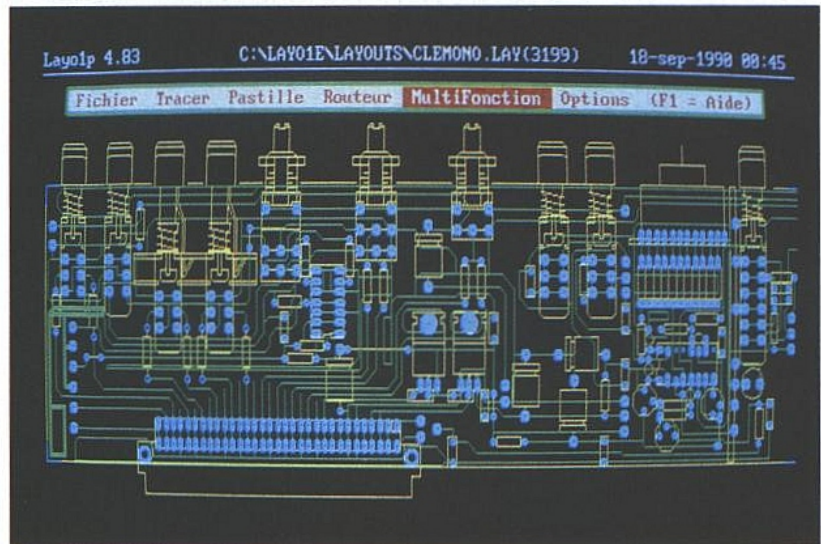 Layo1p 4.83 C:\LAYO1E\LAYOUTS\CLEMONO.LAY(3199) 18-sep-1990 00:45
Fichier Tracer Pastille Routeur MultiFonction Options (F1 = Aide)